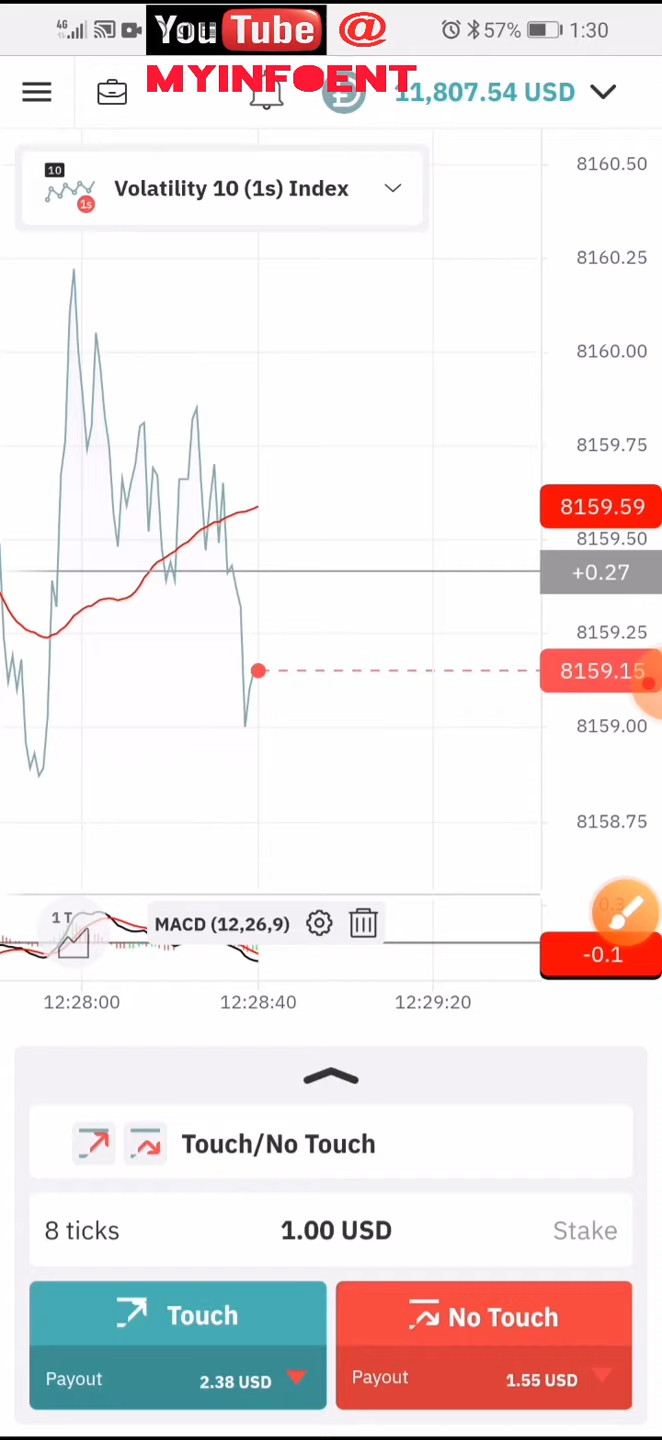 4G
YouTube @
57%
1:30
MYINFOENT
11,807.54 USD
10
1s
Volatility 10 (1s) Index
8160.50
8160.25
8160.00
8159.75
8159.59
8159.50
+0.27
8159.25
8159.15
8159.00
8158.75
1 T
MACD (12,26,9)
-0.1
12:28:00
12:28:40
12:29:20
Touch/No Touch
8 ticks
1.00 USD
Stake
Touch
No Touch
Payout
2.38 USD
Payout
1.55 USD